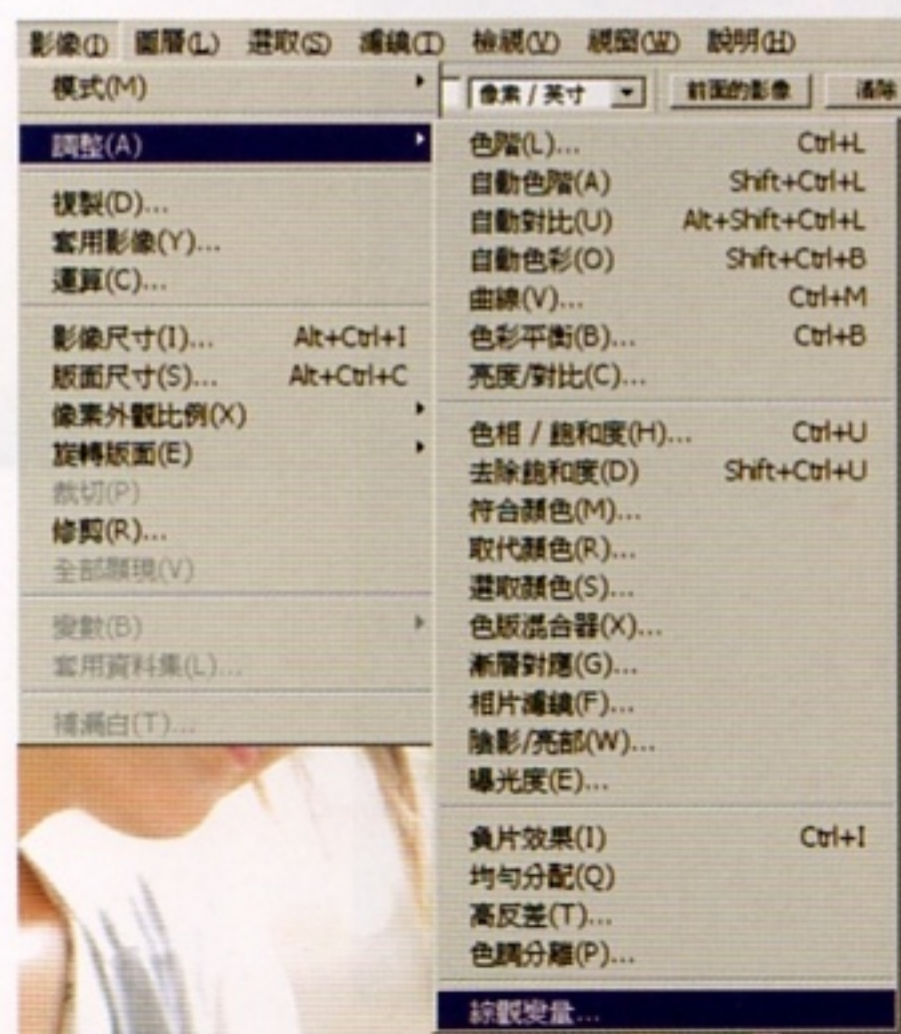 影像(I) 圖層(L) 選取(S) 濾鏡(T) 檢視(V) 視窗(W) 說明(H)
像素 / 英寸 前面的影像 清除
模式(M)
調整(A)
複製(D)...
套用影像(Y)...
運算(C)...
影像尺寸(I)... Alt+Ctrl+I
版面尺寸(S)... Alt+Ctrl+C
像素外觀比例(X)
旋轉版面(E)
裁切(P)
修剪(R)...
全部顯現(V)
變數(B)
套用資料集(L)...
補漏白(T)...
色階(L)... Ctrl+L
自動色階(A) Shift+Ctrl+L
自動對比(U) Alt+Shift+Ctrl+L
自動色彩(O) Shift+Ctrl+B
曲線(V)... Ctrl+M
色彩平衡(B)... Ctrl+B
亮度/對比(C)...
色相 / 飽和度(H)... Ctrl+U
去除飽和度(D) Shift+Ctrl+U
符合顏色(M)...
取代顏色(R)...
選取顏色(S)...
色版混合器(X)...
漸層對應(G)...
相片濾鏡(F)...
陰影/亮部(W)...
曝光度(E)...
負片效果(I) Ctrl+I
均勻分配(Q)
高反差(T)...
色調分離(P)...
綜觀變量...